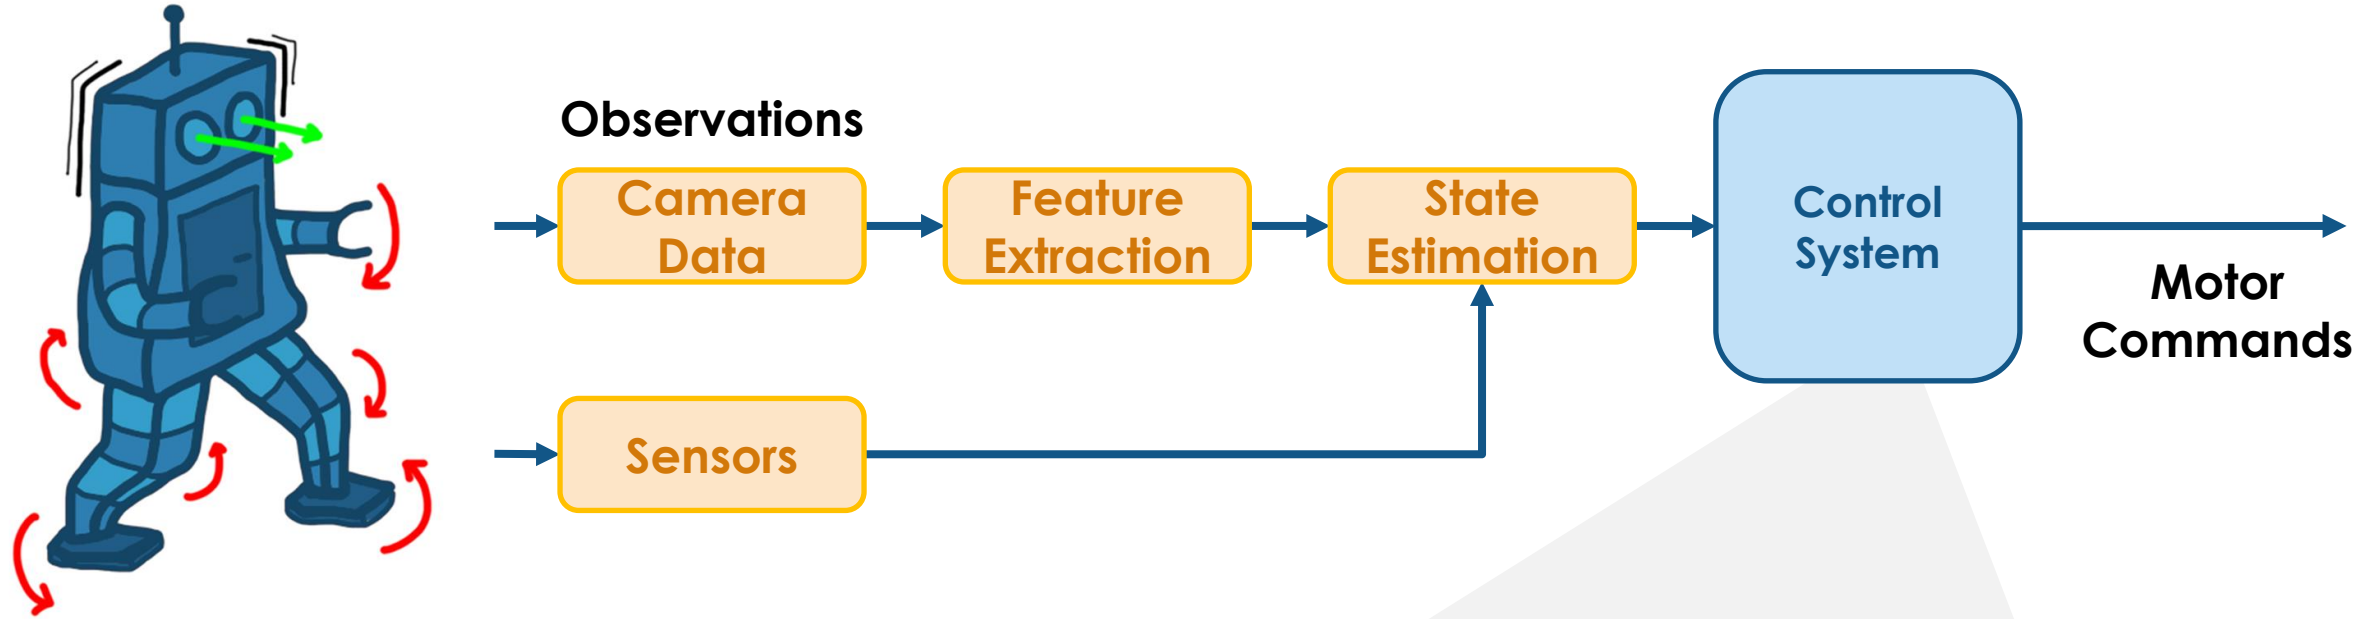 Observations
Camera
Data
Feature
Extraction
State
Estimation
Control
System
Motor
Commands
Sensors